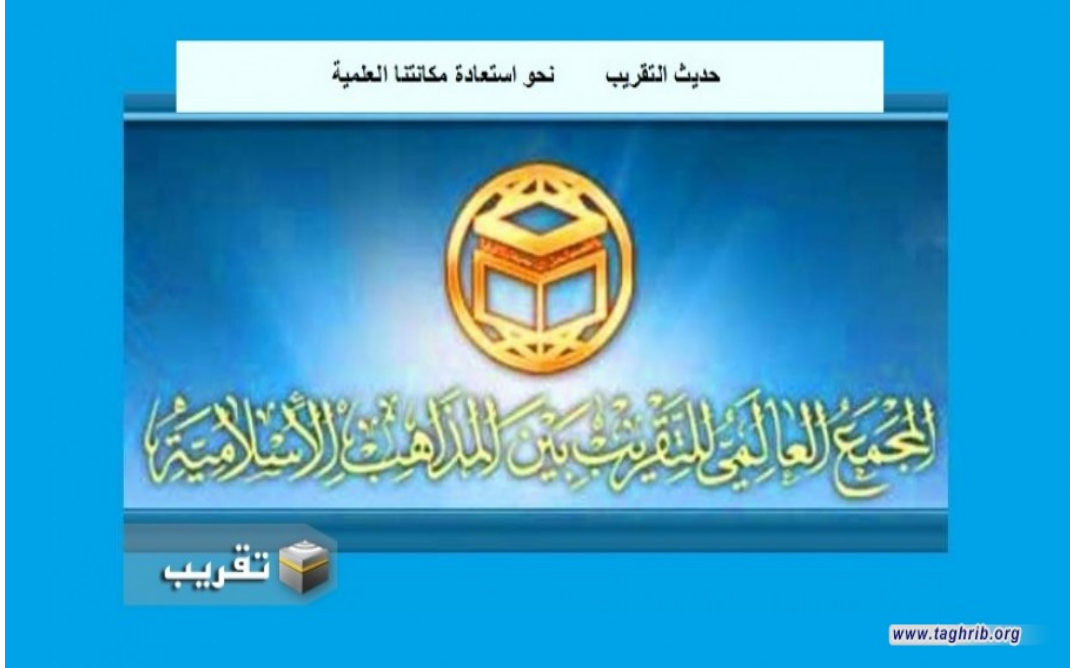 حديث التقريب نحو استعادة مكانتنا العلمية
المجمع العالمي للتقريب بين المذاهب الإسلامية
تقريب
www.taghrib.org